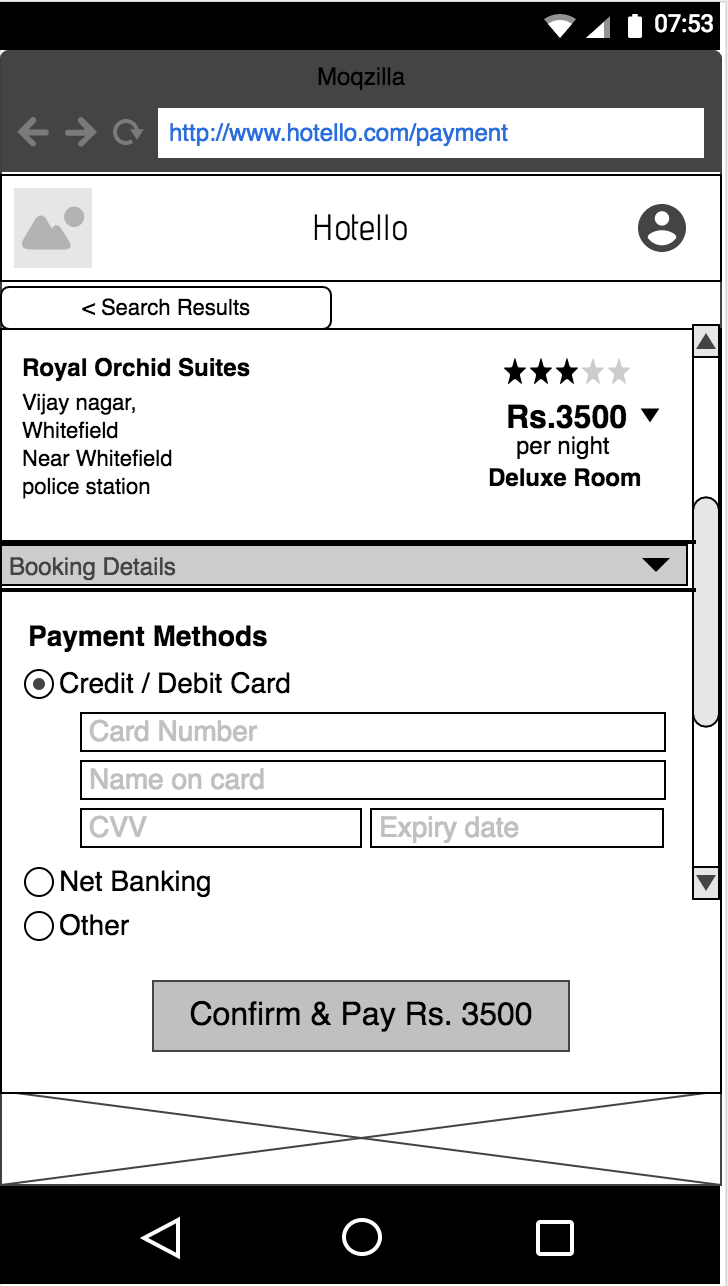 07:53
Moqzilla
http://www.hotello.com/payment
Hotello
< Search Results
Royal Orchid Suites
Vijay nagar,
Whitefield
Near Whitefield
police station
Rs.3500
per night
Deluxe Room
Booking Details
Payment Methods
Credit / Debit Card
Card Number
Name on card
CVV
Expiry date
Net Banking
Other
Confirm & Pay Rs. 3500